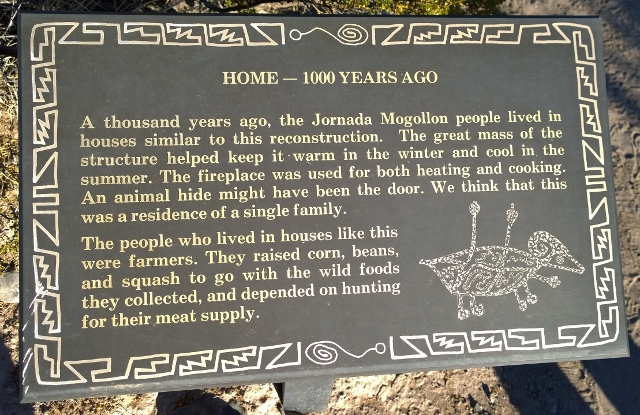 HOME — 1000 YEARS AGO
A thousand years ago, the Jornada Mogollon people lived in
houses similar to this reconstruction. The great mass of the
structure helped keep it warm in the winter and cool in the
summer. The fireplace was used for both heating and cooking.
An animal hide might have been the door. We think that this
was a residence of a single family.
The people who lived in houses like this
were farmers. They raised corn, beans,
and squash to go with the wild foods
they collected, and depended on hunting
for their meat supply.